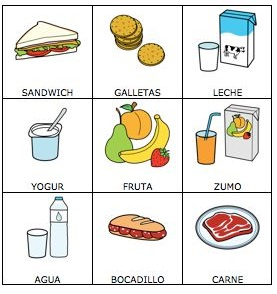 SANDWICH
GALLETAS
LECHE
YOGUR
FRUTA
ZUMO
AGUA
BOCADILLO
CARNE